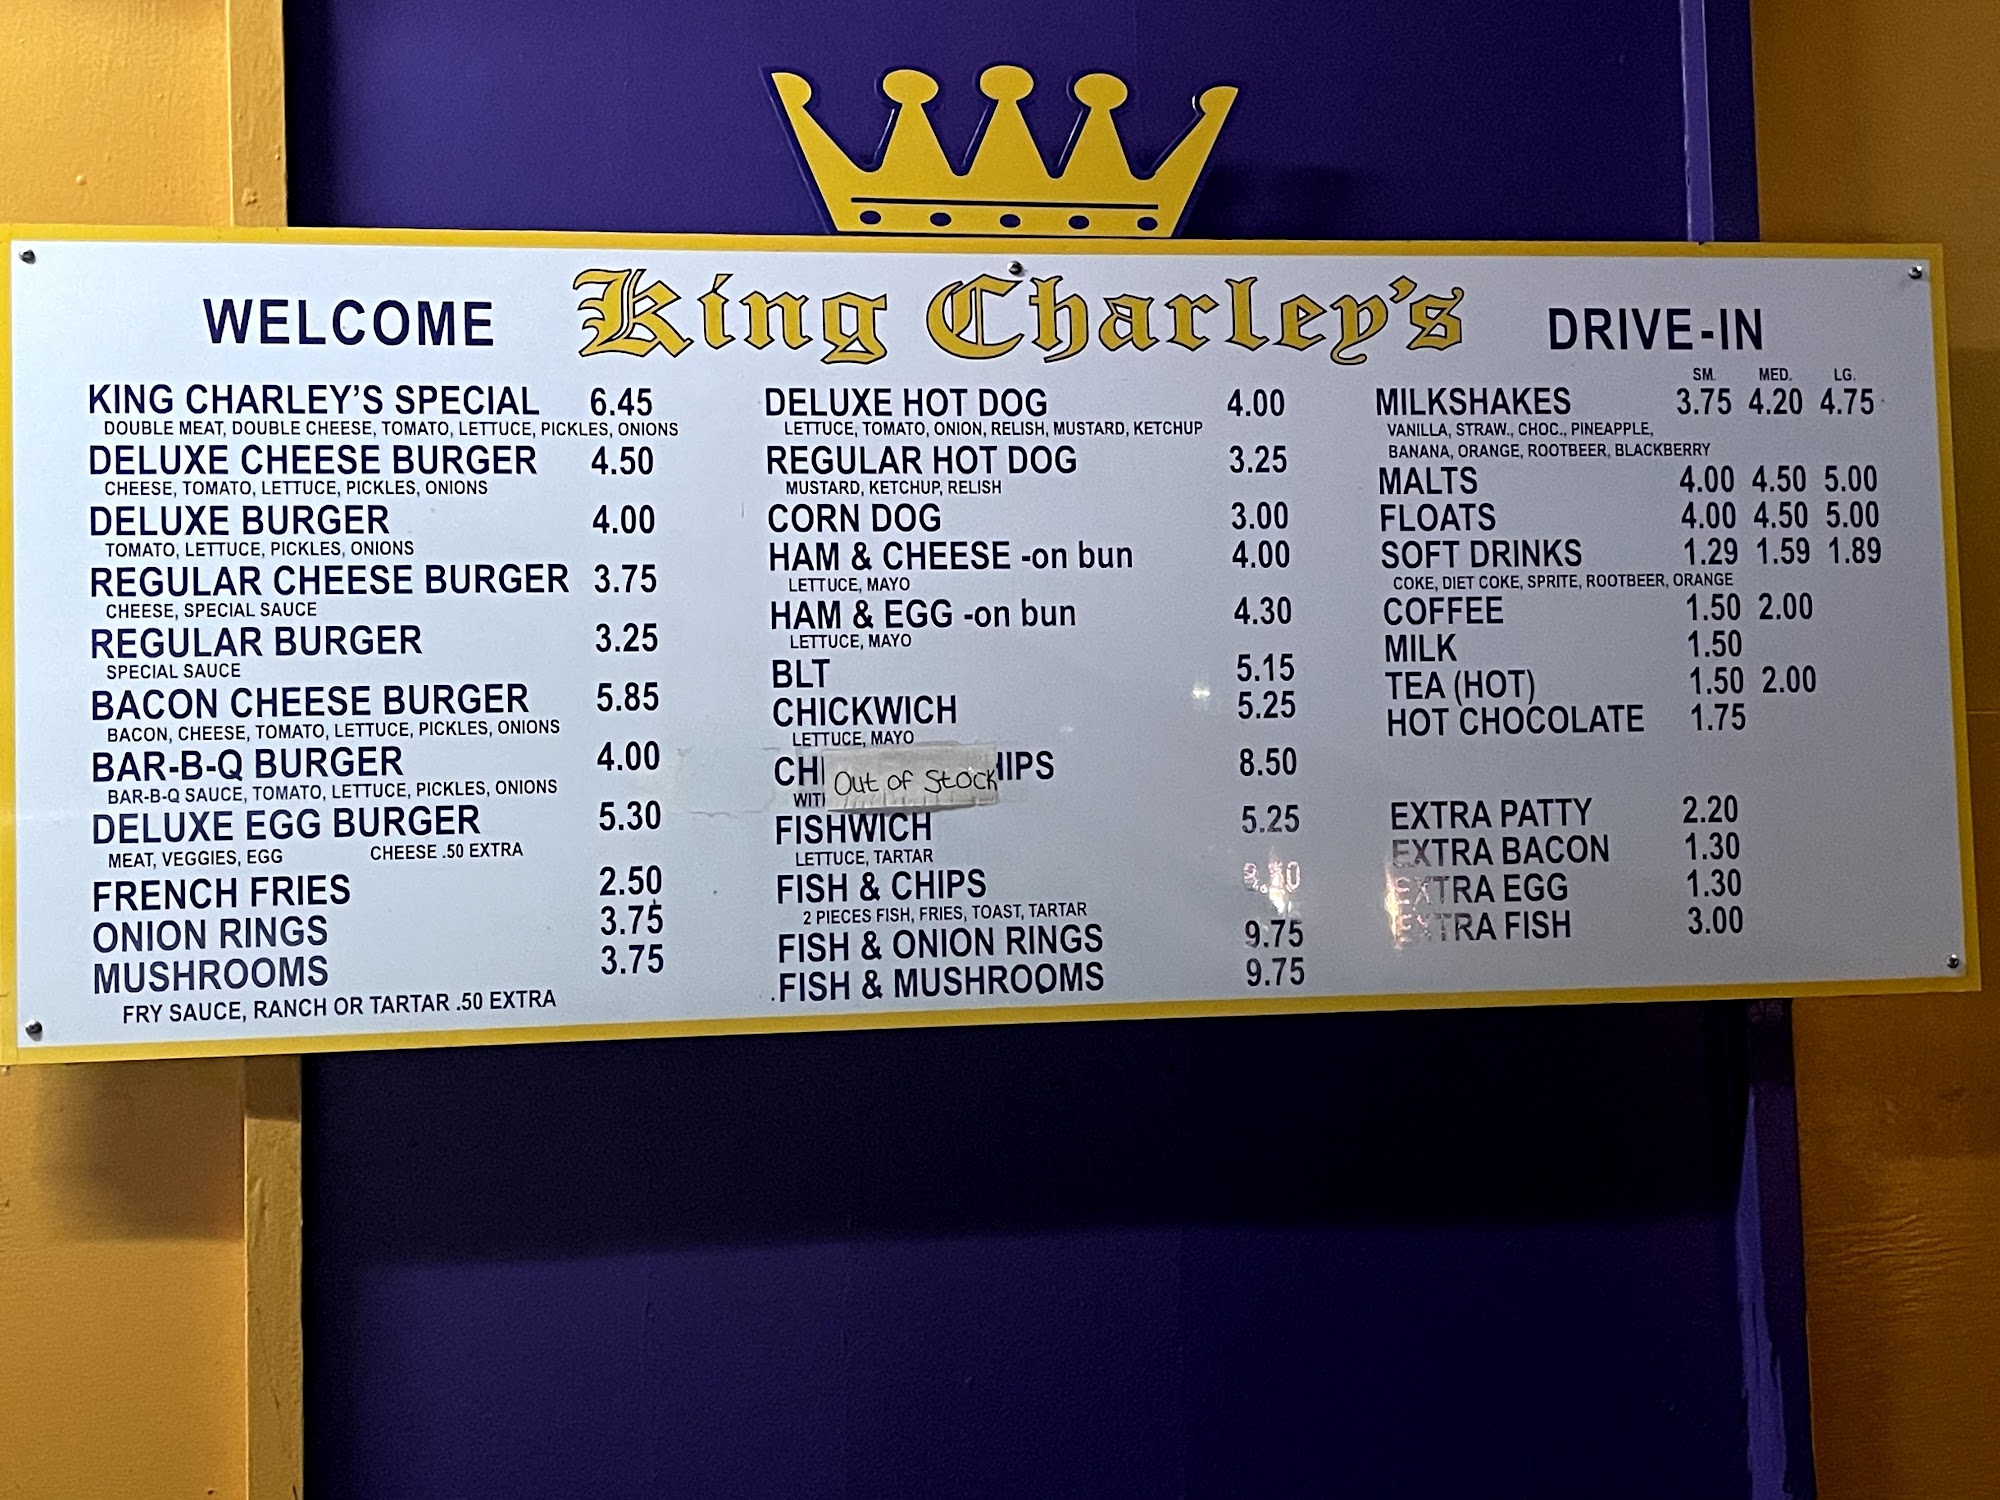 WELCOME King Charley's DRIVE-IN
KING CHARLEY'S SPECIAL 6.45
DOUBLE MEAT, DOUBLE CHEESE, TOMATO, LETTUCE, PICKLES, ONIONS
DELUXE CHEESE BURGER 4.50
CHEESE, TOMATO, LETTUCE, PICKLES, ONIONS
DELUXE BURGER 4.00
TOMATO, LETTUCE, PICKLES, ONIONS
REGULAR CHEESE BURGER 3.75
CHEESE, SPECIAL SAUCE
REGULAR BURGER 3.25
SPECIAL SAUCE
BACON CHEESE BURGER 5.85
BACON, CHEESE, TOMATO, LETTUCE, PICKLES, ONIONS
BAR-B-Q BURGER 4.00
BAR-B-Q SAUCE, TOMATO, LETTUCE, PICKLES, ONIONS
DELUXE EGG BURGER 5.30
MEAT, VEGGIES, EGG CHEESE .50 EXTRA
FRENCH FRIES 2.50
ONION RINGS 3.75
MUSHROOMS 3.75
FRY SAUCE, RANCH OR TARTAR .50 EXTRA
DELUXE HOT DOG 4.00
LETTUCE, TOMATO, ONION, RELISH, MUSTARD, KETCHUP
REGULAR HOT DOG 3.25
MUSTARD, KETCHUP, RELISH
CORN DOG 3.00
HAM & CHEESE -on bun 4.00
LETTUCE, MAYO
HAM & EGG -on bun 4.30
LETTUCE, MAYO
BLT 5.15
CHICKWICH 5.25
LETTUCE, MAYO
8.50
Out of Stock
FISHWICH 5.25
LETTUCE, TARTAR
FISH & CHIPS
2 PIECES FISH, FRIES, TOAST, TARTAR
FISH & ONION RINGS 9.75
FISH & MUSHROOMS 9.75
SM. MED. LG.
MILKSHAKES 3.75 4.20 4.75
VANILLA, STRAW., CHOC., PINEAPPLE,
BANANA, ORANGE, ROOTBEER, BLACKBERRY
MALTS 4.00 4.50 5.00
FLOATS 4.00 4.50 5.00
SOFT DRINKS 1.29 1.59 1.89
COKE, DIET COKE, SPRITE, ROOTBEER, ORANGE
COFFEE 1.50 2.00
MILK 1.50
TEA (HOT) 1.50 2.00
HOT CHOCOLATE 1.75
EXTRA PATTY 2.20
EXTRA BACON 1.30
EXTRA EGG 1.30
EXTRA FISH 3.00